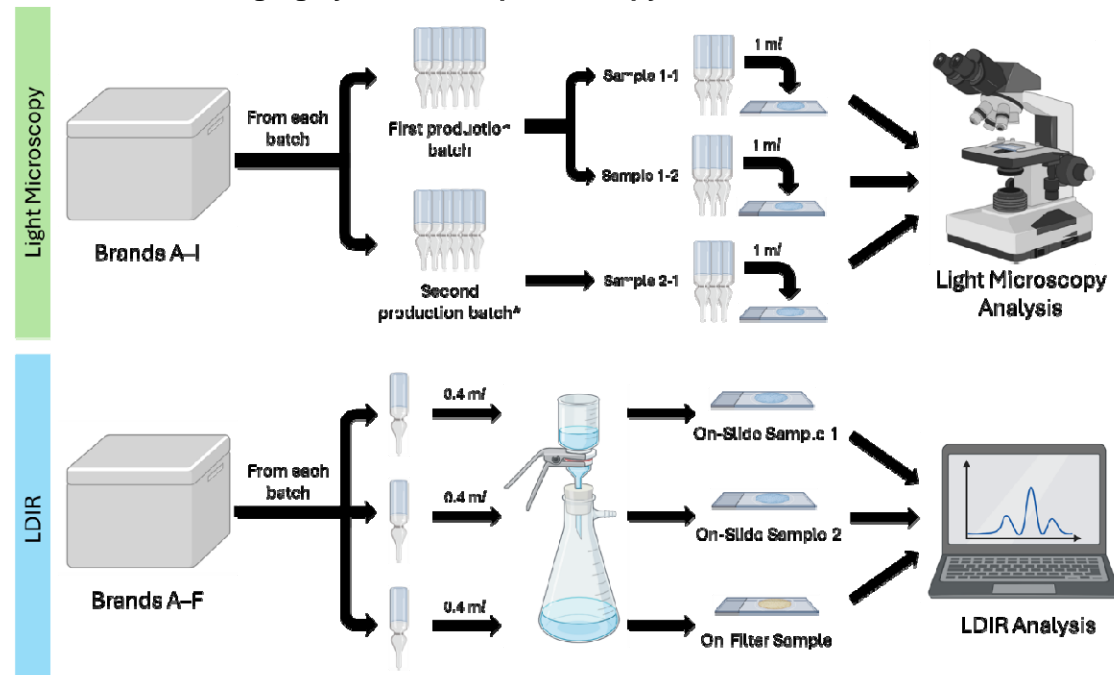 Light Microscopy
Brands A–I
From each
batch
First production
batch
Second
production batch*
Sample 1-1
Sample 1-2
Sample 2-1
1 ml
1 ml
1 ml
Light Microscopy
Analysis
LDIR
Brands A–F
From each
batch
0.4 ml
0.4 ml
0.4 ml
On-Slide Sample 1
On-Slide Sample 2
On Filter Sample
LDIR Analysis